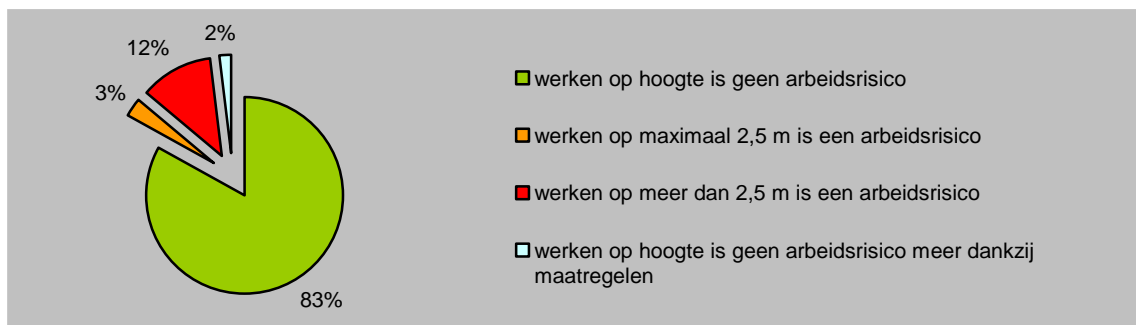 2%
12%
3%
83%
werken op hoogte is geen arbeidsrisico
werken op maximaal 2,5 m is een arbeidsrisico
werken op meer dan 2,5 m is een arbeidsrisico
werken op hoogte is geen arbeidsrisico meer dankzij
maatregelen